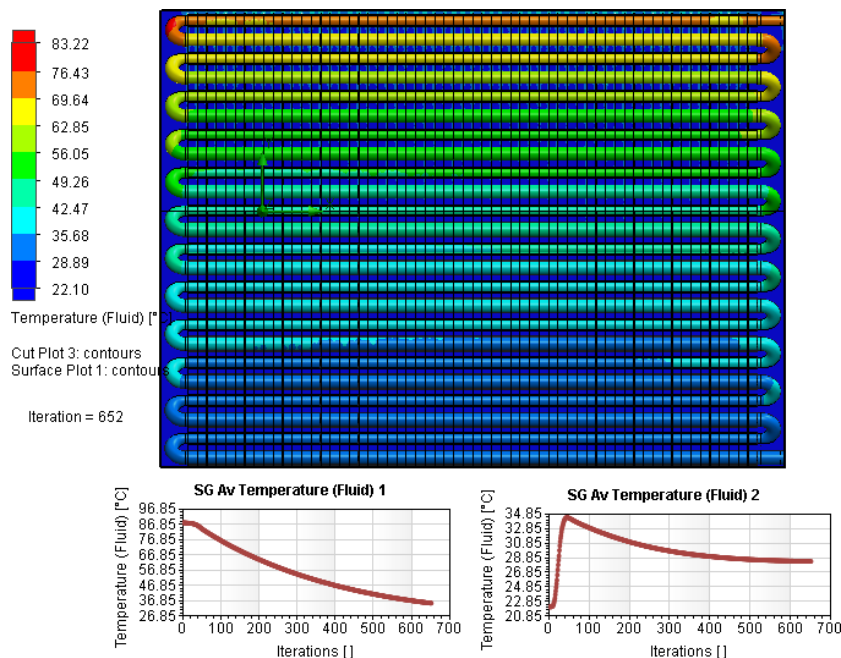 83.22
76.43
69.64
62.85
56.05
49.26
42.47
35.68
28.89
22.10
Temperature (Fluid) [°C]
Cut Plot 3: contours
Surface Plot 1: contours
Iteration = 652
SG Av Temperature (Fluid) 1
Temperature (Fluid) [°C]
96.85
86.85
76.85
66.85
56.85
46.85
36.85
26.85
0 100 200 300 400 500 600 700
Iterations [ ]
SG Av Temperature (Fluid) 2
Temperature (Fluid) [°C]
34.85
32.85
30.85
28.85
26.85
24.85
22.85
20.85
0 100 200 300 400 500 600 700
Iterations [ ]